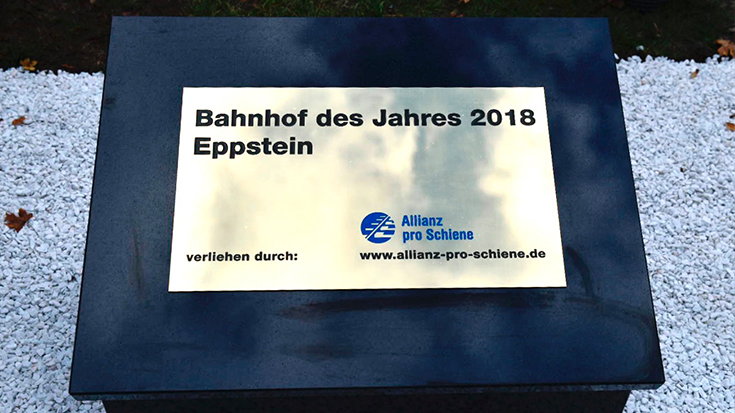 Bahnhof des Jahres 2018
Eppstein
Allianz
pro Schiene
verliehen durch:
www.allianz-pro-schiene.de